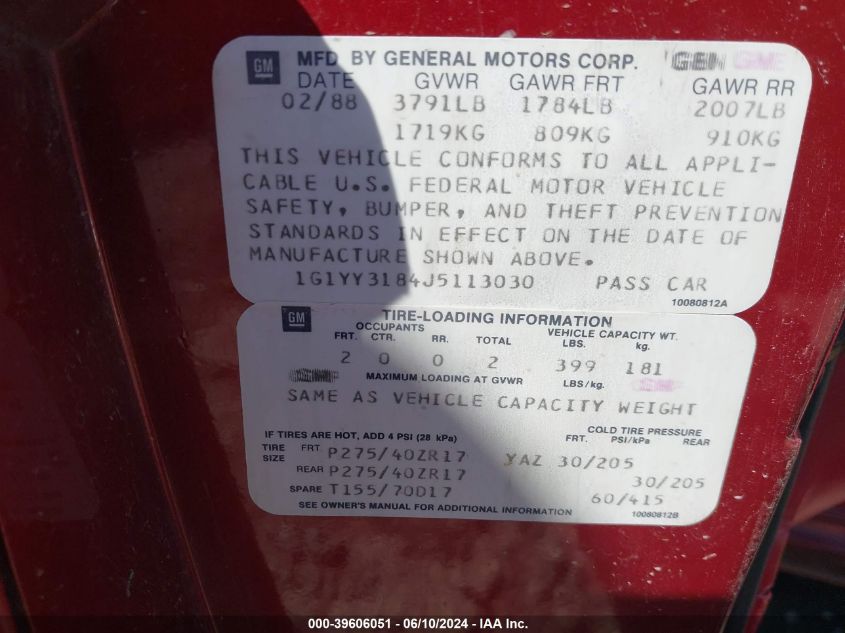 GM MFD BY GENERAL MOTORS CORP. GEN GME
DATE GVWR GAWR FRT GAWR RR
02/88 3791LB 1784LB 2007LB
1719KG 809KG 910KG
THIS VEHICLE CONFORMS TO ALL APPLI-
CABLE U.S. FEDERAL MOTOR VEHICLE
SAFETY, BUMPER, AND THEFT PREVENTION
STANDARDS IN EFFECT ON THE DATE OF
MANUFACTURE SHOWN ABOVE.
1G1YY3184J5113030 PASS CAR
10080812A
GM TIRE-LOADING INFORMATION
OCCUPANTS VEHICLE CAPACITY WT.
FRT. CTR. RR. TOTAL LBS. kg.
2 0 0 2 399 181
MAXIMUM LOADING AT GVWR LBS/kg.
SAME AS VEHICLE CAPACITY WEIGHT
IF TIRES ARE HOT, ADD 4 PSI (28 kPa) COLD TIRE PRESSURE
FRT. PSI/kPa REAR
TIRE SIZE FRT P275/40ZR17 YAZ 30/205
REAR P275/40ZR17 30/205
SPARE T155/70D17 60/415
SEE OWNER'S MANUAL FOR ADDITIONAL INFORMATION 10080812B
000-39606051 / 06/10/2024 - IAA Inc.